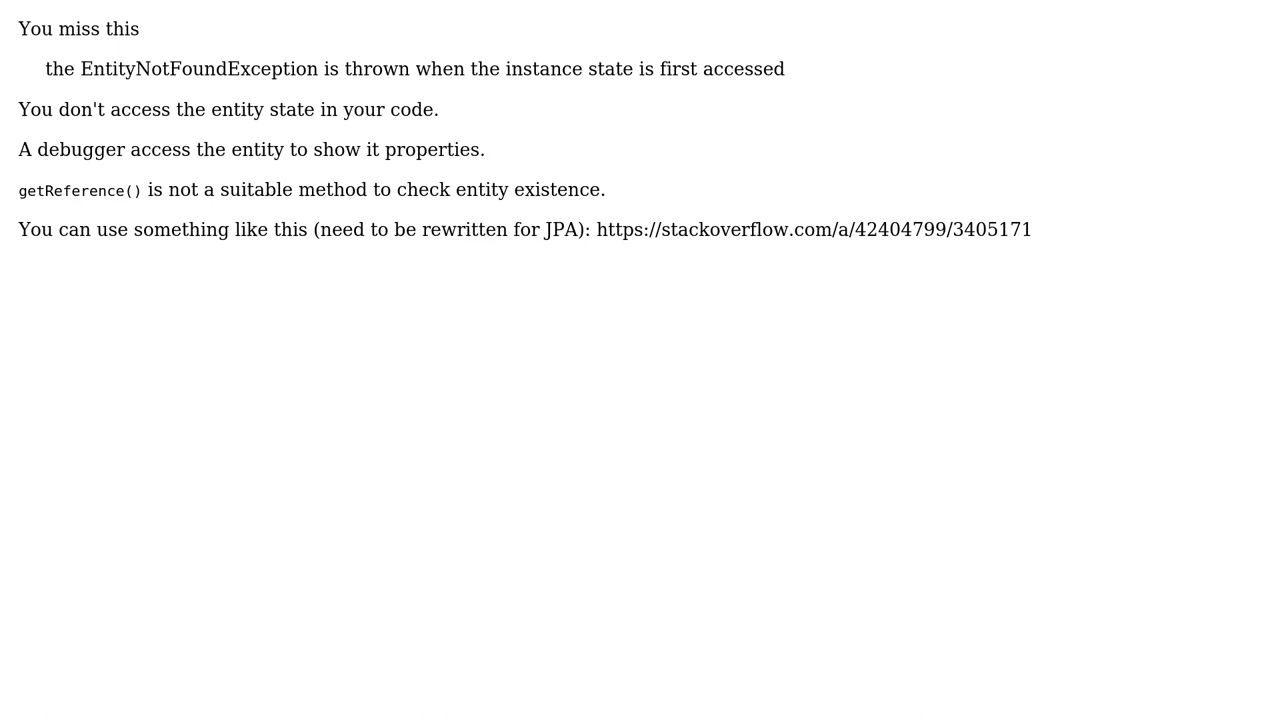 You miss this
the EntityNotFoundException is thrown when the instance state is first accessed
You don't access the entity state in your code.
A debugger access the entity to show it properties.
getReference() is not a suitable method to check entity existence.
You can use something like this (need to be rewritten for JPA): https://stackoverflow.com/a/42404799/3405171